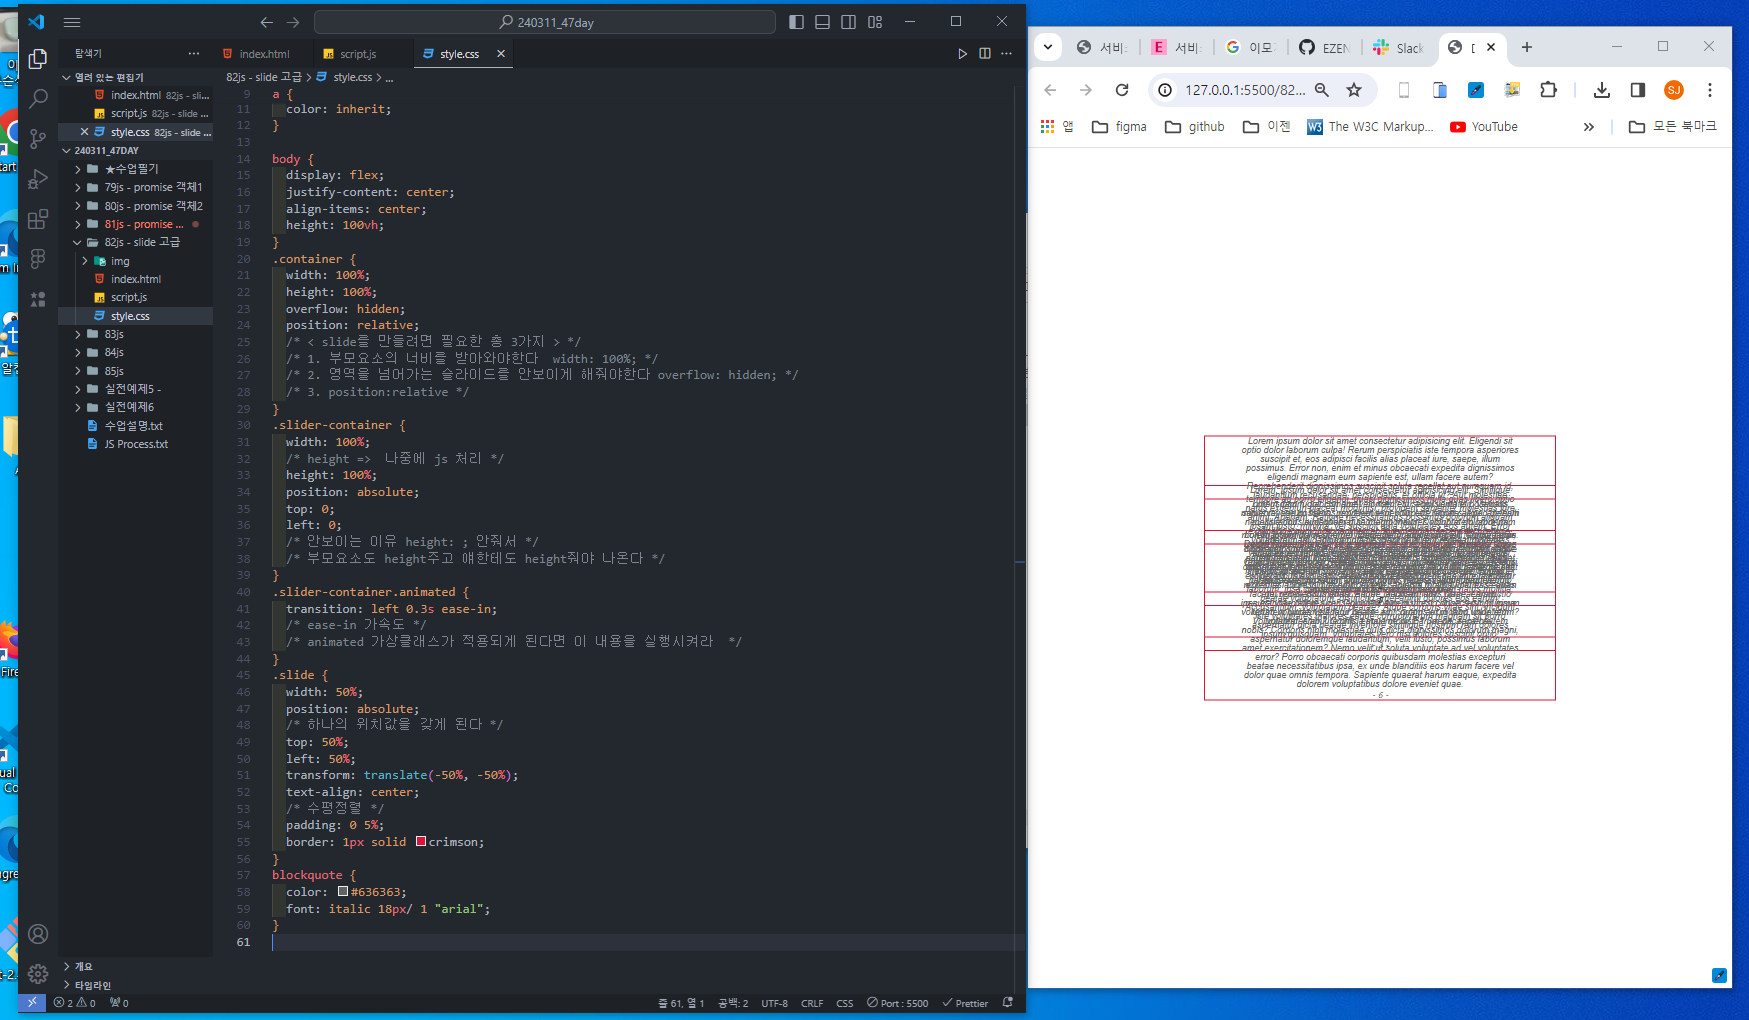 240311_47day
탐색기
index.html
script.js
style.css
열려 있는 편집기
index.html 82js - sli...
script.js 82js - slide ...
style.css 82js - slide ...
240311_47DAY
★수업필기
79js - promise 객체1
80js - promise 객체2
81js - promise ...
82js - slide 고급
img
index.html
script.js
style.css
83js
84js
85js
실전예제5 -
실전예제6
수업설명.txt
JS Process.txt
개요
타임라인
82js - slide 고급 > style.css > ...
9 a {
11 color: inherit;
12 }
13
14 body {
15 display: flex;
16 justify-content: center;
17 align-items: center;
18 height: 100vh;
19 }
20 .container {
21 width: 100%;
22 height: 100%;
23 overflow: hidden;
24 position: relative;
25 /* < slide를 만들려면 필요한 총 3가지 > */
26 /* 1. 부모요소의 너비를 받아와야한다 width: 100%; */
27 /* 2. 영역을 넘어가는 슬라이드를 안보이게 해줘야한다 overflow: hidden; */
28 /* 3. position:relative */
29 }
30 .slider-container {
31 width: 100%;
32 /* height => 나중에 js 처리 */
33 height: 100%;
34 position: absolute;
35 top: 0;
36 left: 0;
37 /* 안보이는 이유 height: ; 안줘서 */
38 /* 부모요소도 height주고 얘한테도 height줘야 나온다 */
39 }
40 .slider-container.animated {
41 transition: left 0.3s ease-in;
42 /* ease-in 가속도 */
43 /* animated 가상클래스가 적용되게 된다면 이 내용을 실행시켜라 */
44 }
45 .slide {
46 width: 50%;
47 position: absolute;
48 /* 하나의 위치값을 갖게 된다 */
49 top: 50%;
50 left: 50%;
51 transform: translate(-50%, -50%);
52 text-align: center;
53 /* 수평정렬 */
54 padding: 0 5%;
55 border: 1px solid crimson;
56 }
57 blockquote {
58 color: #636363;
59 font: italic 18px/ 1 "arial";
60 }
61
2 0 0
줄 61, 열 1 공백: 2 UTF-8 CRLF CSS Port : 5500 Prettier
서비
E 서비
이모
EZEN
Slack
127.0.0.1:5500/82...
SJ
앱 figma github 이젠 The W3C Markup... YouTube » 모든 북마크
Lorem ipsum dolor sit amet consectetur adipisicing elit. Eligendi sit
optio dolor laborum culpa! Rerum perspiciatis iste tempora asperiores
suscipit et, eos adipisci facilis alias placeat iure, saepe, illum
possimus. Error non, enim et minus obcaecati expedita dignissimos
eligendi magnam eum sapiente est, ullam facere autem?
error? Porro obcaecati corporis quibusdam molestias excepturi
beatae necessitatibus ipsa, ex unde blanditiis eos harum facere vel
dolor quae omnis tempora. Sapiente quaerat harum eaque, expedita
dolorem voluptatibus dolore eveniet quae.
- 6 -